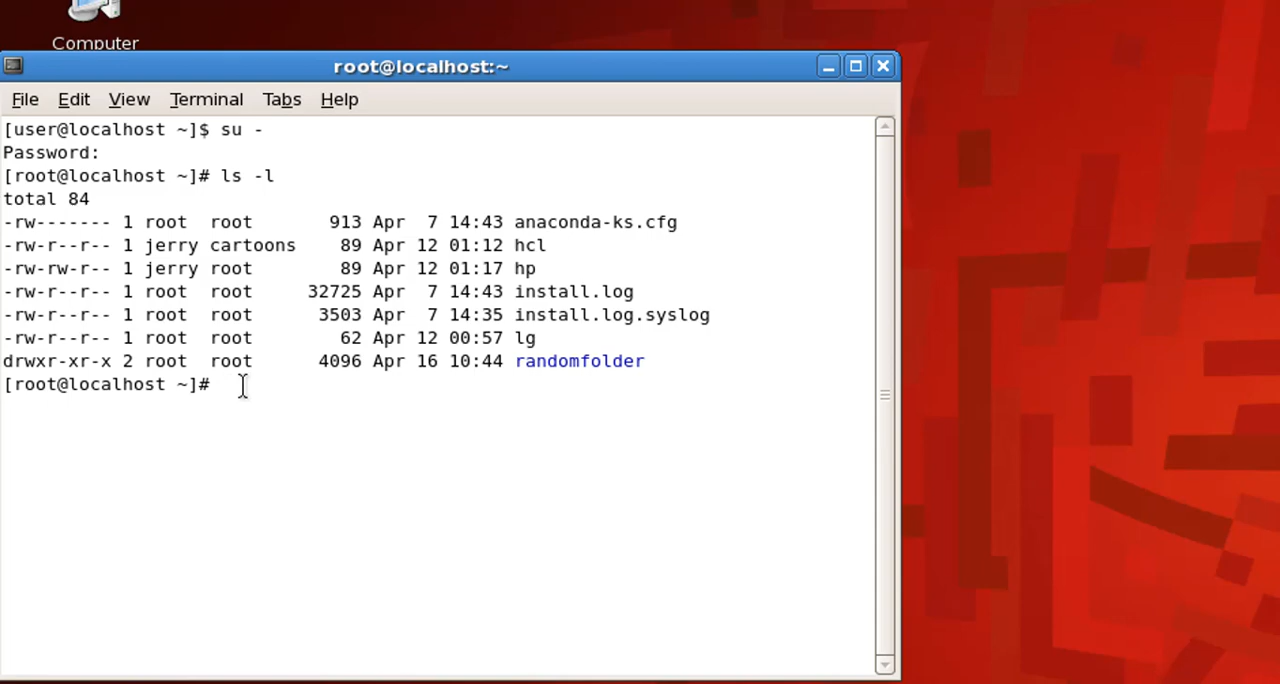 Computer
root@localhost:~
File Edit View Terminal Tabs Help
[user@localhost ~]$ su -
Password:
[root@localhost ~]# ls -l
total 84
-rw------- 1 root  root       913 Apr  7 14:43 anaconda-ks.cfg
-rw-r--r-- 1 jerry cartoons    89 Apr 12 01:12 hcl
-rw-rw-r-- 1 jerry root        89 Apr 12 01:17 hp
-rw-r--r-- 1 root  root     32725 Apr  7 14:43 install.log
-rw-r--r-- 1 root  root      3503 Apr  7 14:35 install.log.syslog
-rw-r--r-- 1 root  root        62 Apr 12 00:57 lg
drwxr-xr-x 2 root  root      4096 Apr 16 10:44 randomfolder
[root@localhost ~]#